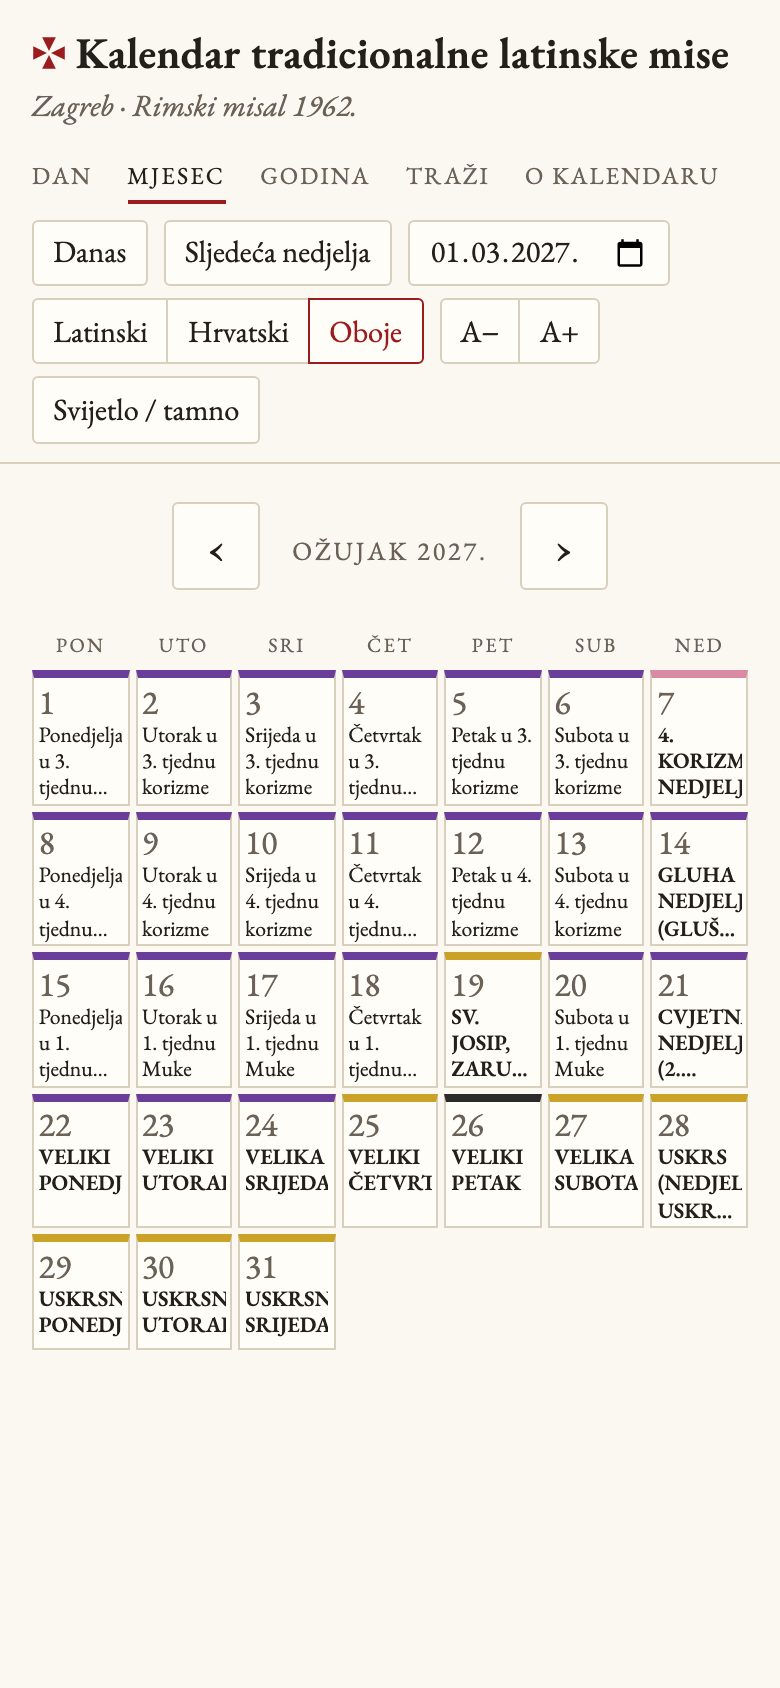 Kalendar tradicionalne latinske mise
Zagreb · Rimski misal 1962.
DAN MJESEC GODINA TRAŽI O KALENDARU
Danas Sljedeća nedjelja 01.03.2027.
Latinski Hrvatski Oboje A− A+
Svijetlo / tamno
< OŽUJAK 2027. >
PON UTO SRI ČET PET SUB NED
1 2 3 4 5 6 7
Ponedjelja Utorak u Srijeda u Četvrtak Petak u 3. Subota u 4.
u 3. 3. tjednu 3. tjednu u 3. tjednu 3. tjednu KORIZM
tjednu... korizme korizme tjednu... korizme korizme NEDJELJ
8 9 10 11 12 13 14
Ponedjelja Utorak u Srijeda u Četvrtak Petak u 4. Subota u GLUHA
u 4. 4. tjednu 4. tjednu u 4. tjednu 4. tjednu NEDJELJ
tjednu... korizme korizme tjednu... korizme korizme (GLUŠ...
15 16 17 18 19 20 21
Ponedjelja Utorak u Srijeda u Četvrtak SV. Subota u CVJETN
u 1. 1. tjednu 1. tjednu u 1. JOSIP, 1. tjednu NEDJELJ
tjednu... Muke Muke tjednu... ZARU... Muke (2....
22 23 24 25 26 27 28
VELIKI VELIKI VELIKA VELIKI VELIKI VELIKA USKRS
PONEDJ UTORAK SRIJEDA ČETVRT PETAK SUBOTA (NEDJEL
USKR...
29 30 31
USKRSN USKRSN USKRSN
PONEDJ UTORAK SRIJEDA